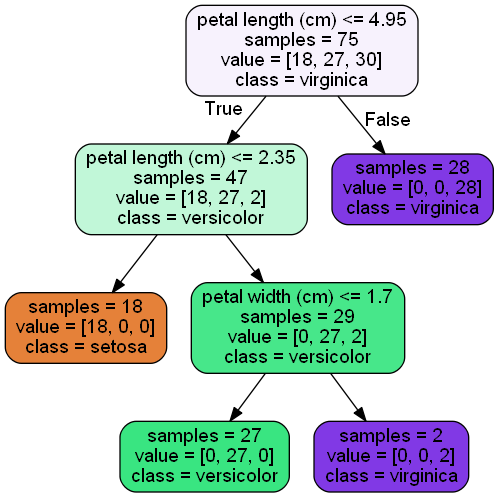 petal length (cm) <= 4.95
samples = 75
value = [18, 27, 30]
class = virginica
True
False
petal length (cm) <= 2.35
samples = 47
value = [18, 27, 2]
class = versicolor
samples = 28
value = [0, 0, 28]
class = virginica
samples = 18
value = [18, 0, 0]
class = setosa
petal width (cm) <= 1.7
samples = 29
value = [0, 27, 2]
class = versicolor
samples = 27
value = [0, 27, 0]
class = versicolor
samples = 2
value = [0, 0, 2]
class = virginica